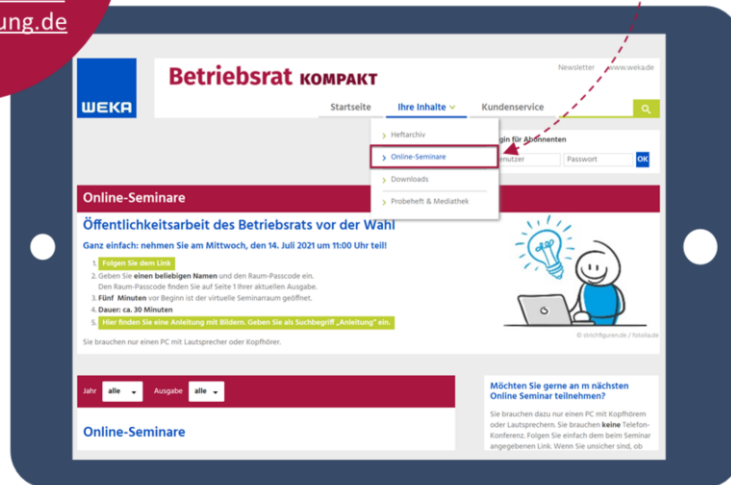 ung.de
WEKA
Betriebsrat KOMPAKT
Newsletter www.weka.de
Startseite Ihre Inhalte Kundenservice
Heftarchiv
Online-Seminare
Downloads
Probeheft & Mediathek
gin für Abonnenten
enutzer Passwort OK
Online-Seminare
Öffentlichkeitsarbeit des Betriebsrats vor der Wahl
Ganz einfach: nehmen Sie am Mittwoch, den 14. Juli 2021 um 11:00 Uhr teil!
1. Folgen Sie dem Link
2. Geben Sie einen beliebigen Namen und den Raum-Passcode ein.
Den Raum-Passcode finden Sie auf Seite 1 Ihrer aktuellen Ausgabe.
3. Fünf Minuten vor Beginn ist der virtuelle Seminarraum geöffnet.
4. Dauer: ca. 30 Minuten
5. Hier finden Sie eine Anleitung mit Bildern. Geben Sie als Suchbegriff „Anleitung" ein.
Sie brauchen nur einen PC mit Lautsprecher oder Kopfhörer.
© strichfiguren.de / fotolia.de
Jahr alle Ausgabe alle
Online-Seminare
Möchten Sie gerne an m nächsten
Online Seminar teilnehmen?
Sie brauchen dazu nur einen PC mit Kopfhörern
oder Lautsprechern. Sie brauchen keine Telefon-
Konferenz. Folgen Sie einfach dem beim Seminar
angegebenen Link. Wenn Sie unsicher sind, ob